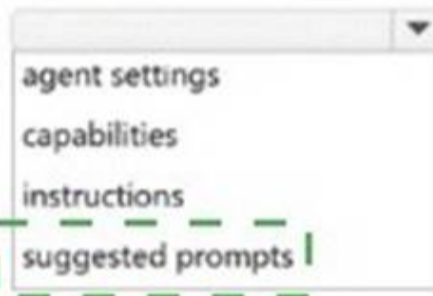 agent settings
capabilities
instructions
suggested prompts